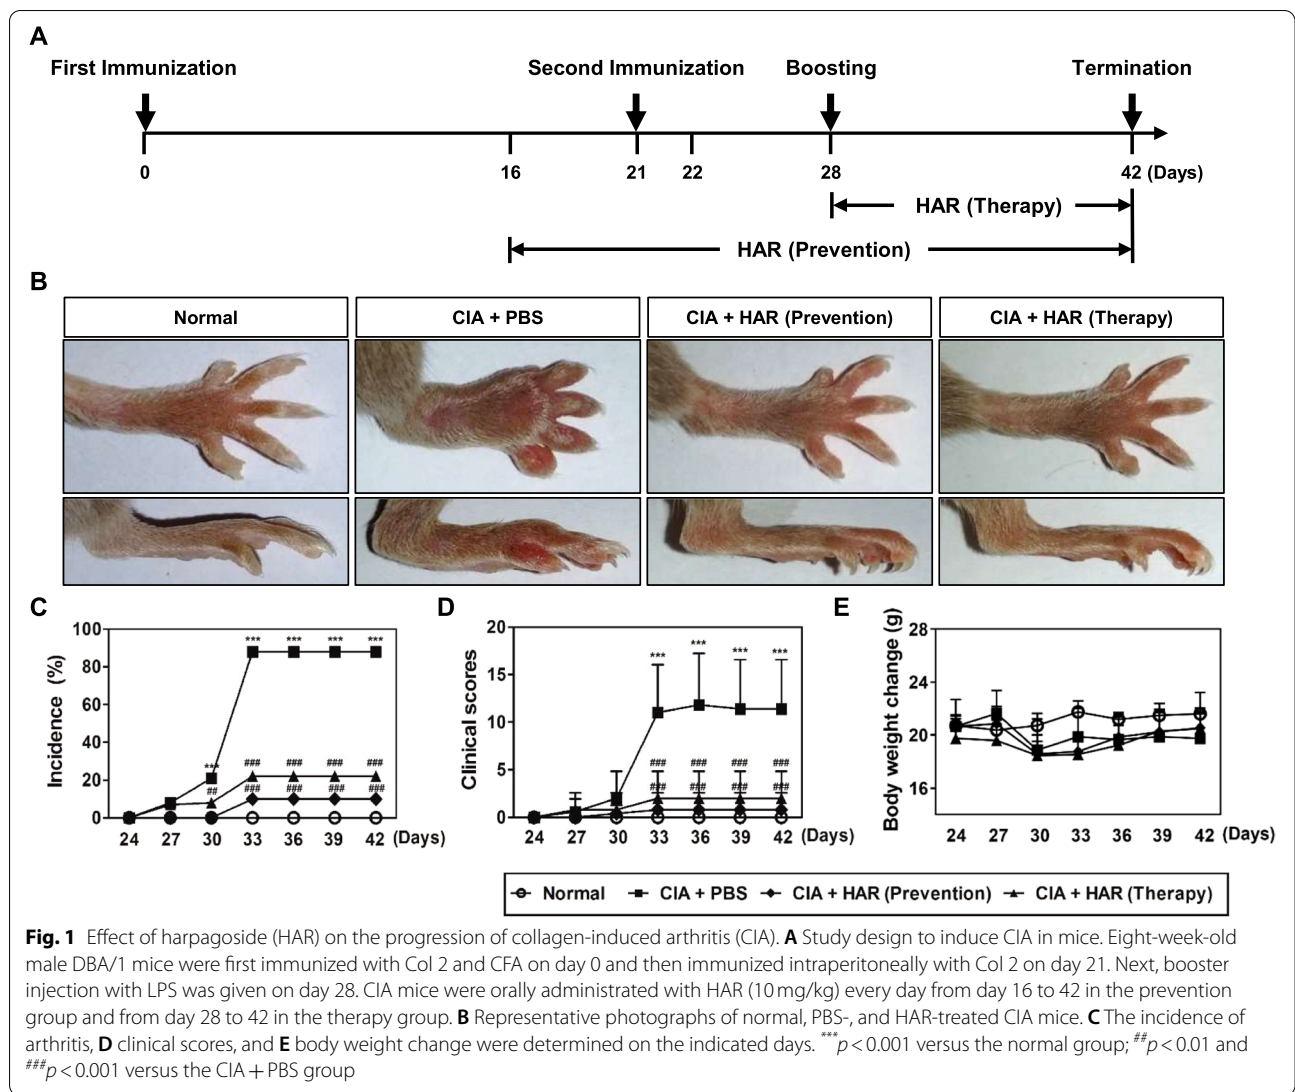 A
First Immunization Second Immunization Boosting Termination
0 16 21 22 28 42 (Days)
HAR (Therapy)
HAR (Prevention)
B
Normal CIA + PBS CIA + HAR (Prevention) CIA + HAR (Therapy)
C
Incidence (%)
100
80
60
40
20
0
*** *** *** ***
***
### ### ### ###
##
### ### ### ###
24 27 30 33 36 39 42 (Days)
D
Clinical scores
20
15
10
5
0
*** *** *** ***
### ### ### ###
### ### ### ###
24 27 30 33 36 39 42 (Days)
E
Body weight change (g)
28
24
20
16
24 27 30 33 36 39 42 (Days)
Normal CIA + PBS CIA + HAR (Prevention) CIA + HAR (Therapy)
Fig. 1 Effect of harpagoside (HAR) on the progression of collagen-induced arthritis (CIA). A Study design to induce CIA in mice. Eight-week-old
male DBA/1 mice were first immunized with Col 2 and CFA on day 0 and then immunized intraperitoneally with Col 2 on day 21. Next, booster
injection with LPS was given on day 28. CIA mice were orally administrated with HAR (10 mg/kg) every day from day 16 to 42 in the prevention
group and from day 28 to 42 in the therapy group. B Representative photographs of normal, PBS-, and HAR-treated CIA mice. C The incidence of
arthritis, D clinical scores, and E body weight change were determined on the indicated days. ***p < 0.001 versus the normal group; ##p < 0.01 and
###p < 0.001 versus the CIA + PBS group